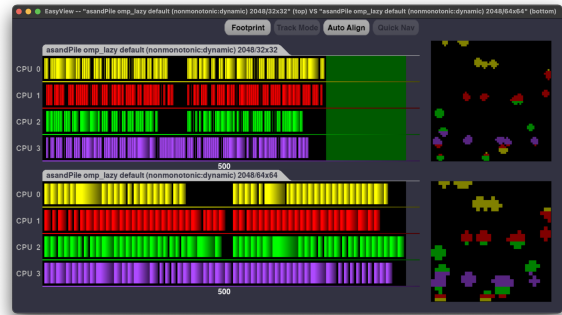 EasyView -- "asandPile omp_lazy default (nonmonotonic:dynamic) 2048/32x32" (top) VS "asandPile omp_lazy default (nonmonotonic:dynamic) 2048/64x64" (bottom)
Footprint Track Mode Auto Align Quick Nav
asandPile omp_lazy default (nonmonotonic:dynamic) 2048/32x32
CPU 0
CPU 1
CPU 2
CPU 3
500
asandPile omp_lazy default (nonmonotonic:dynamic) 2048/64x64
CPU 0
CPU 1
CPU 2
CPU 3
500